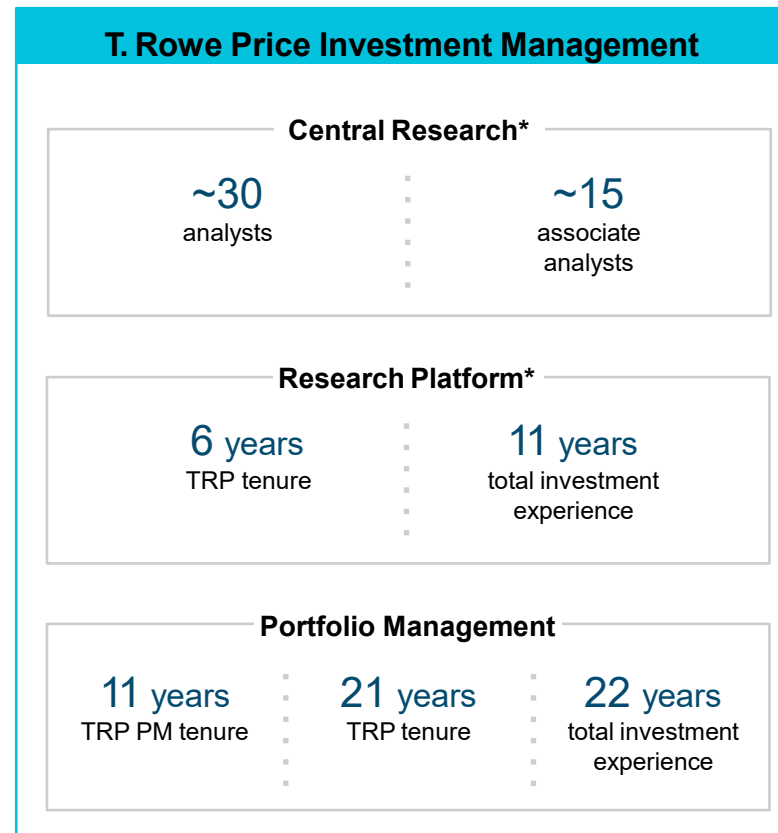 T. Rowe Price Investment Management
Central Research*
~30
analysts
~15
associate
analysts
Research Platform*
6 years
TRP tenure
11 years
total investment
experience
Portfolio Management
11 years
TRP PM tenure
21 years
TRP tenure
22 years
total investment
experience